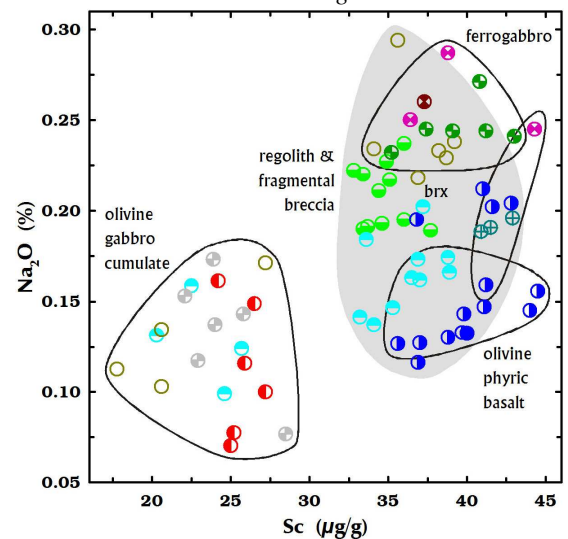 0.30
0.25
0.20
0.15
0.10
0.05
Na2O (%)
ferrogabbro
regolith &
fragmental
breccia
brx
olivine
gabbro
cumulate
olivine
phyric
basalt
20 25 30 35 40 45
Sc (µg/g)